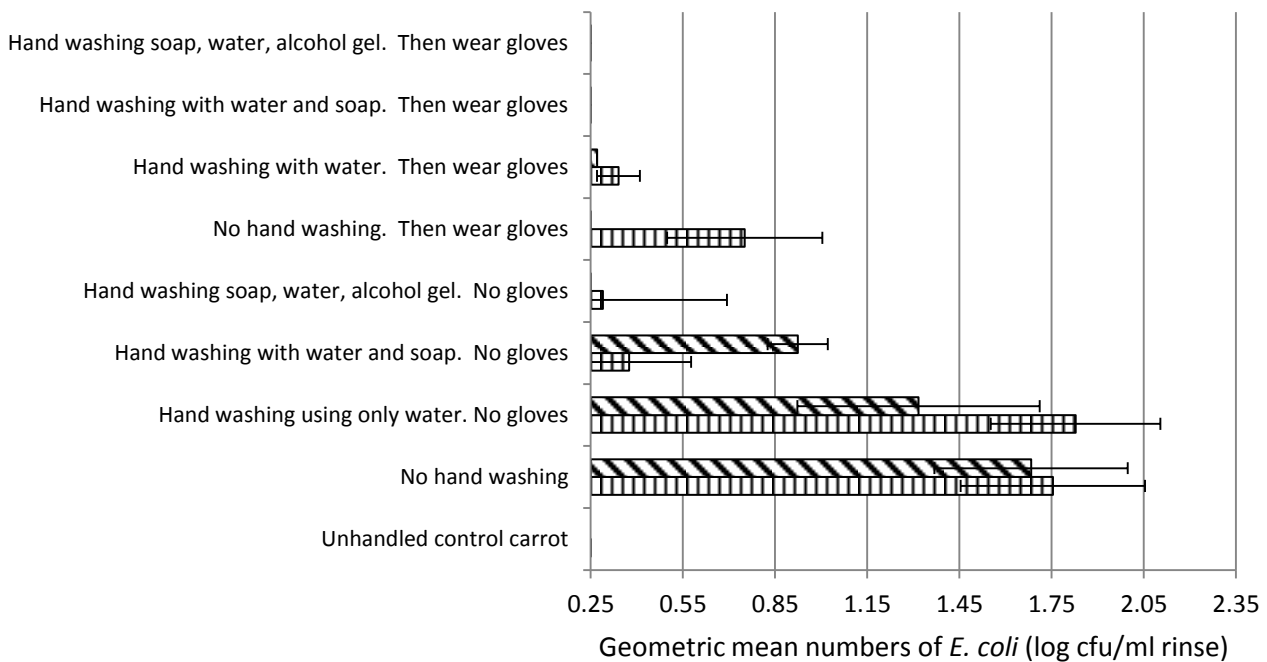 Hand washing soap, water, alcohol gel.  Then wear gloves
Hand washing with water and soap.  Then wear gloves
Hand washing with water.  Then wear gloves
No hand washing.  Then wear gloves
Hand washing soap, water, alcohol gel.  No gloves
Hand washing with water and soap.  No gloves
Hand washing using only water. No gloves
No hand washing
Unhandled control carrot
0.25 0.55 0.85 1.15 1.45 1.75 2.05 2.35
Geometric mean numbers of E. coli (log cfu/ml rinse)